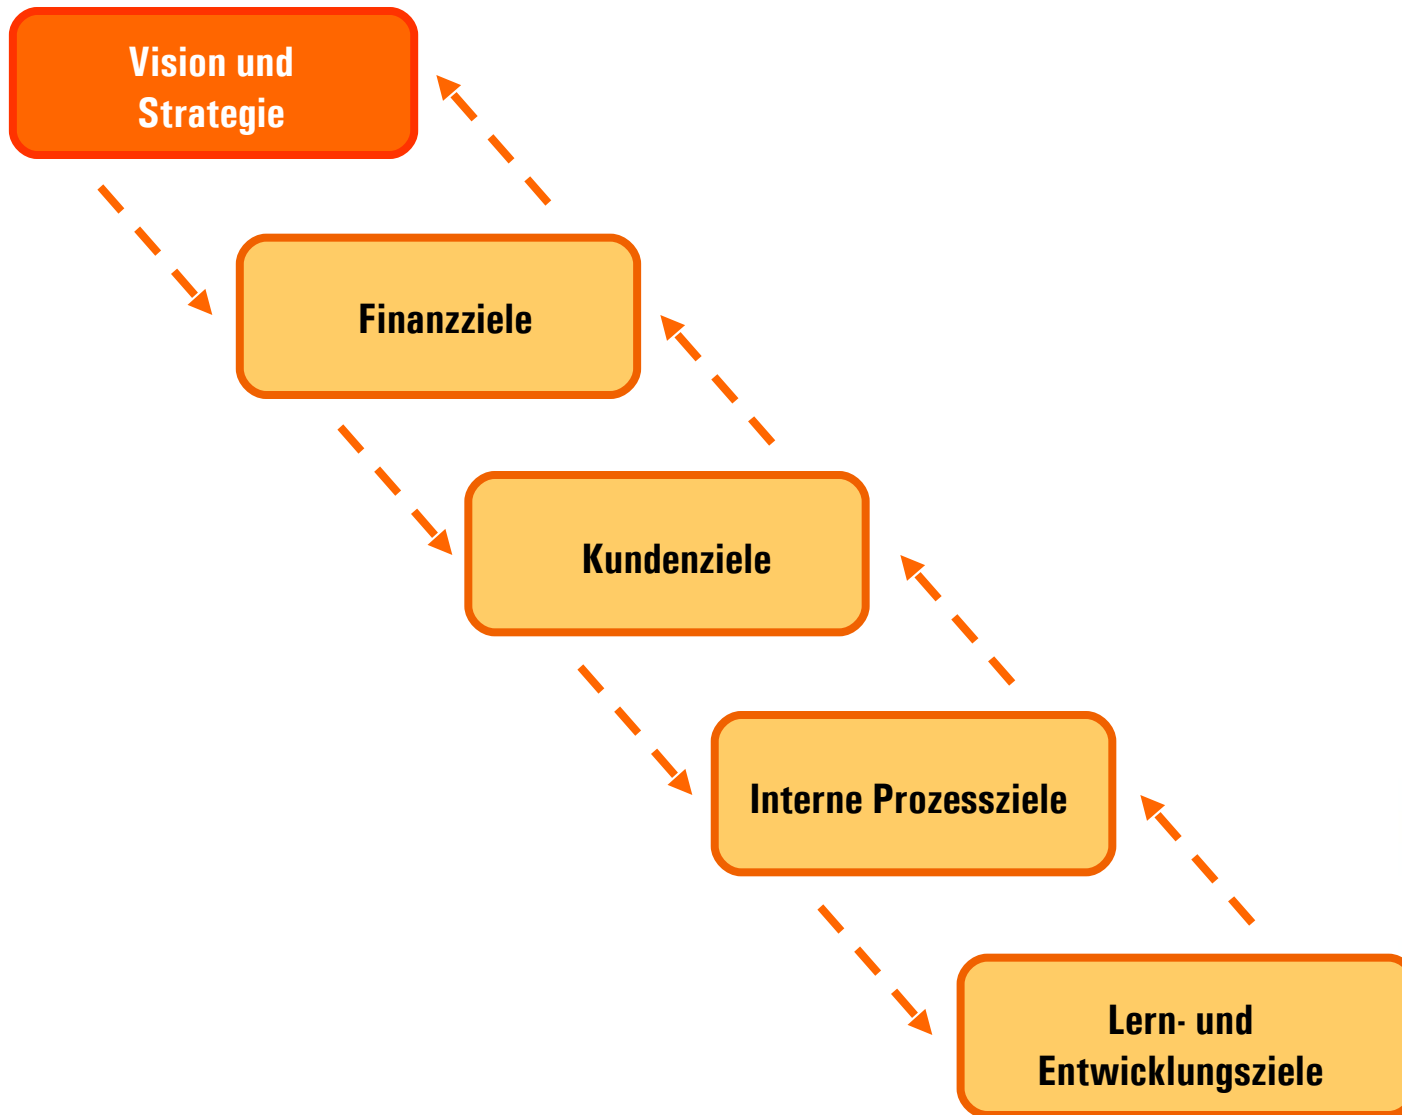 Vision und
Strategie
Finanzziele
Kundenziele
Interne Prozessziele
Lern- und
Entwicklungsziele